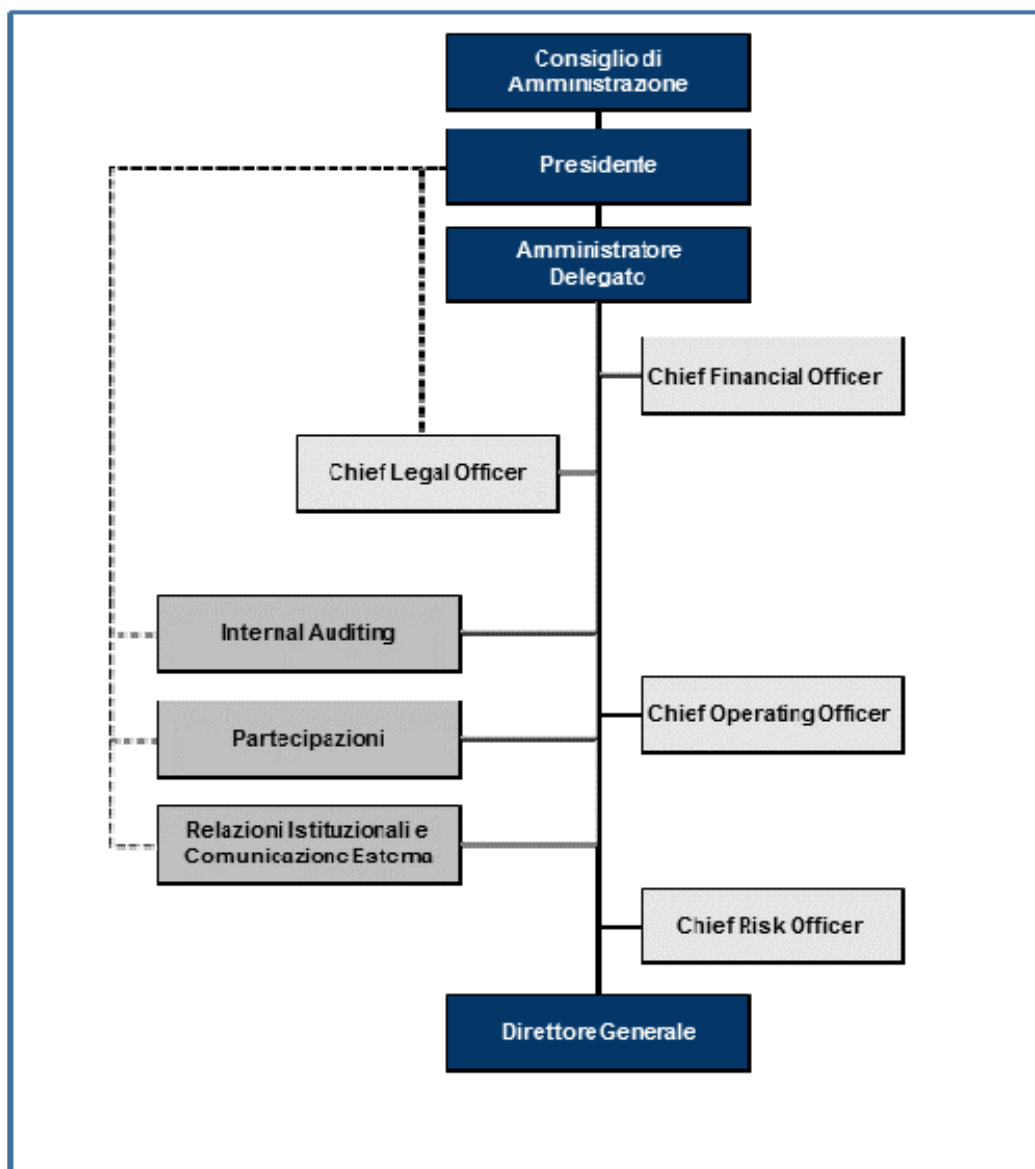 Consiglio di
Amministrazione
Presidente
Amministratore
Delegato
Chief Financial Officer
Chief Legal Officer
Internal Auditing
Chief Operating Officer
Partecipazioni
Relazioni Istituzionali e
Comunicazione Esterna
Chief Risk Officer
Direttore Generale